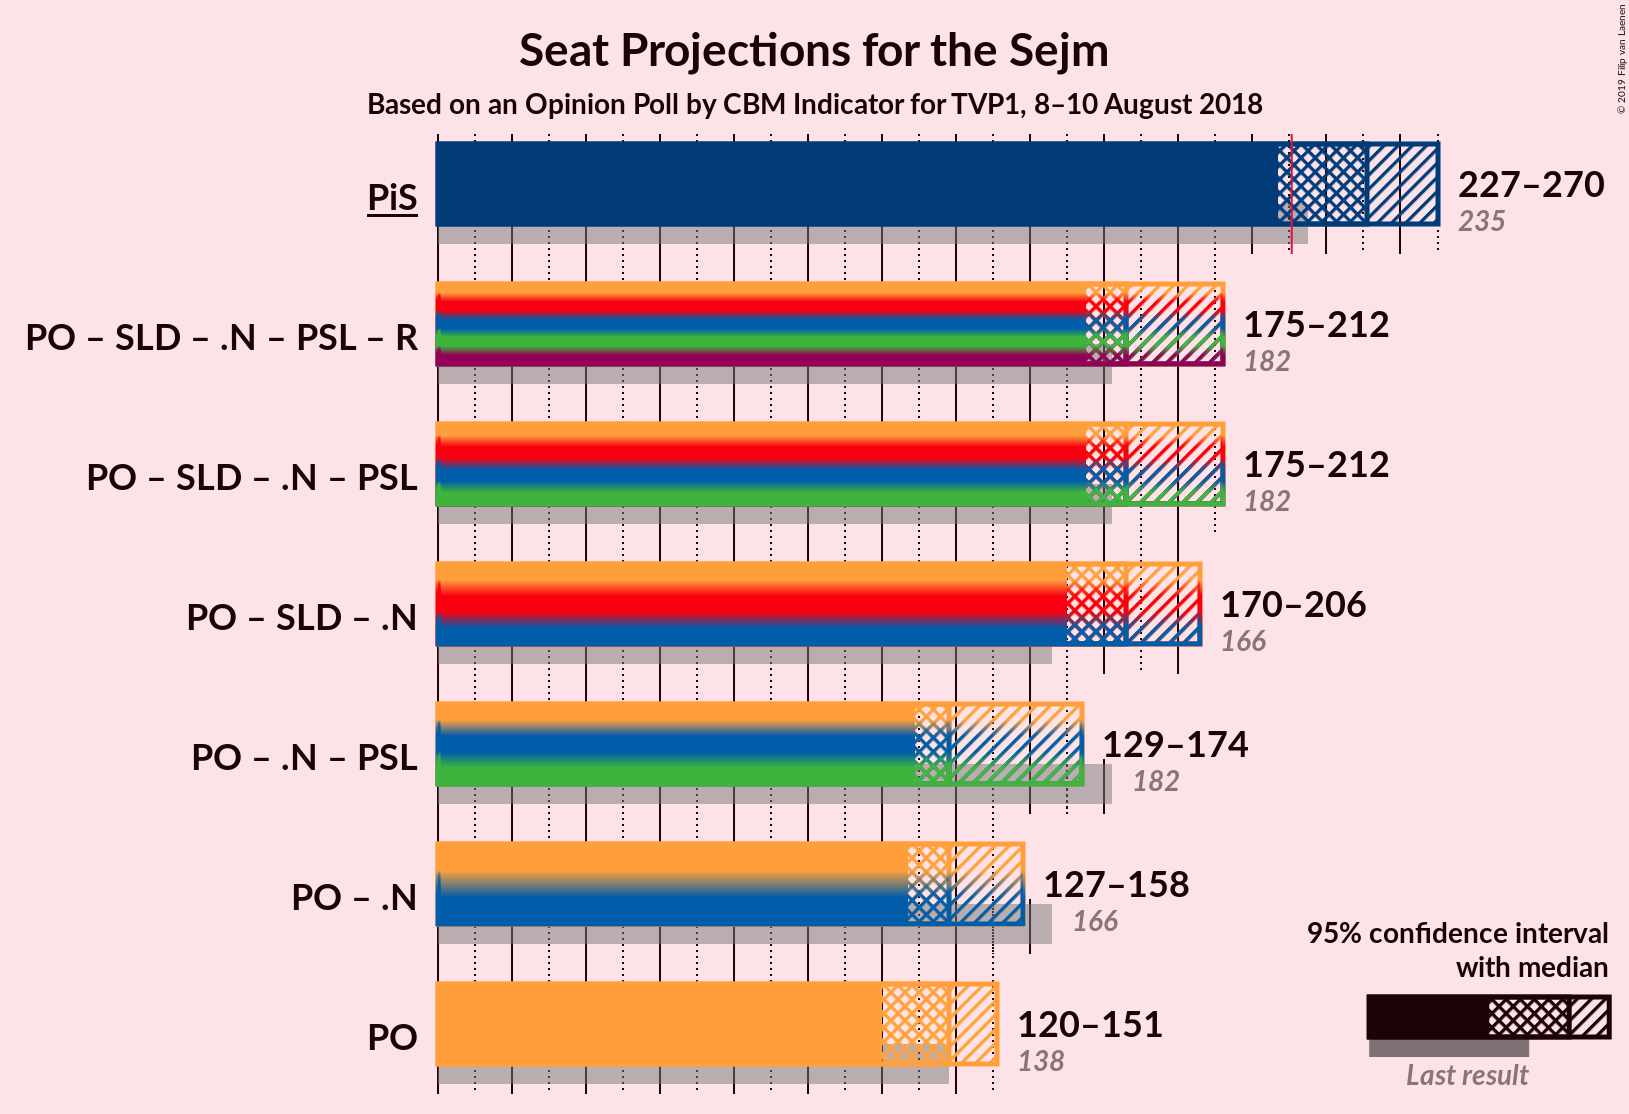 Seat Projections for the Sejm
Based on an Opinion Poll by CBM Indicator for TVP1, 8–10 August 2018
© 2019 Filip van Laenen
PiS
227–270
235
PO – SLD – .N – PSL – R
175–212
182
PO – SLD – .N – PSL
175–212
182
PO – SLD – .N
170–206
166
PO – .N – PSL
129–174
182
PO – .N
127–158
166
PO
120–151
138
95% confidence interval
with median
Last result